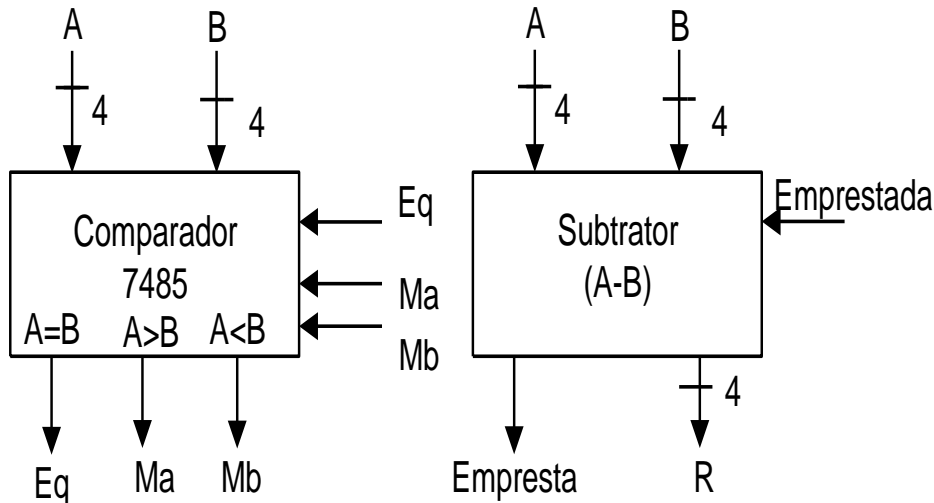 A
B
4
4
Comparador
7485
A=B
A>B
A<B
Eq
Ma
Mb
Eq
Ma
Mb
A
B
4
4
Subtrator
(A-B)
Emprestada
4
Empresta
R